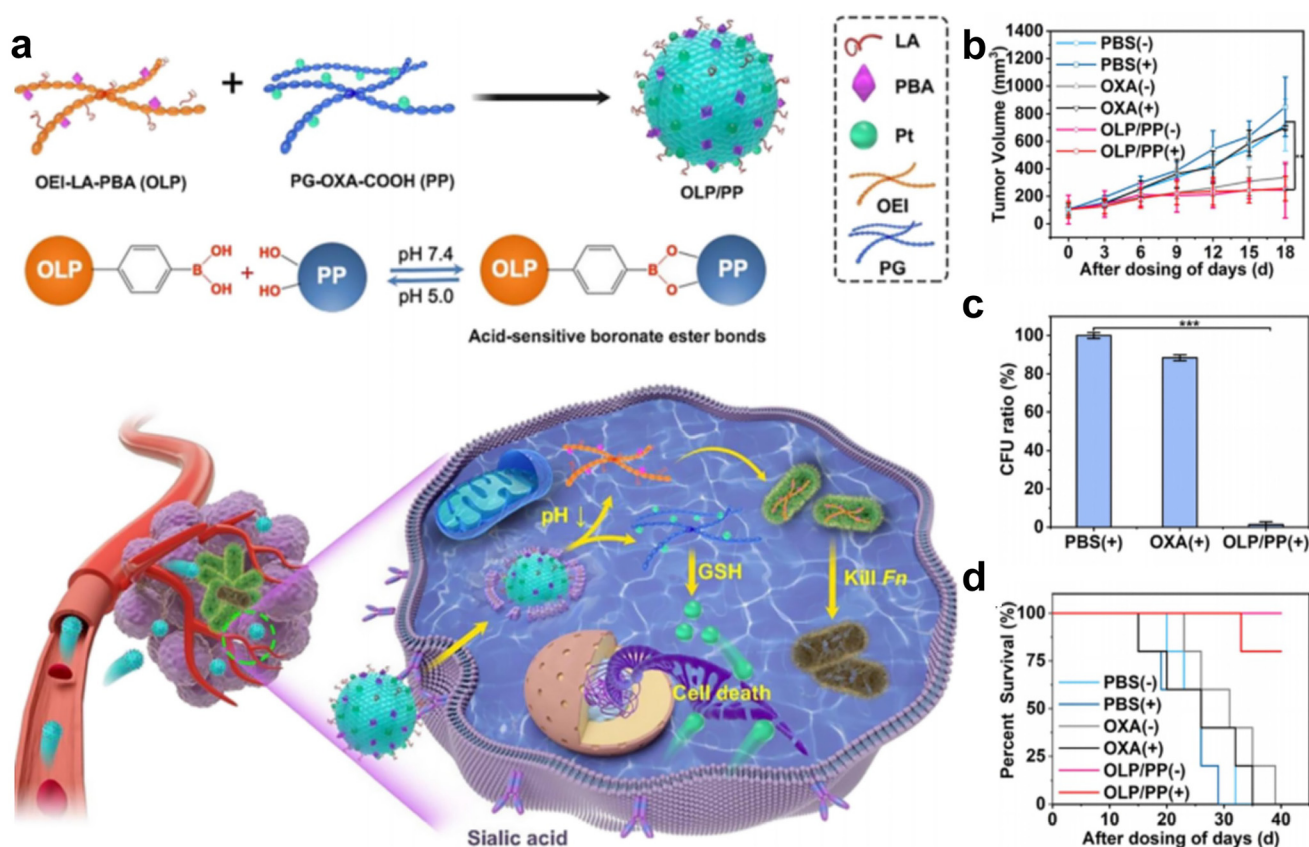 a
+
OEI-LA-PBA (OLP)
PG-OXA-COOH (PP)
OLP/PP
LA
PBA
Pt
OEI
PG
OLP
B
OH
OH
+
HO
HO
PP
pH 7.4
pH 5.0
OLP
B
O
O
PP
Acid-sensitive boronate ester bonds
pH ↓
GSH
Kill Fn
Cell death
Sialic acid
b
Tumor Volume (mm³)
1400
1200
1000
800
600
400
200
0
PBS(-)
PBS(+)
OXA(-)
OXA(+)
OLP/PP(-)
OLP/PP(+)
0 3 6 9 12 15 18
After dosing of days (d)
c
CFU ratio (%)
100
80
60
40
20
0
***
PBS(+) OXA(+) OLP/PP(+)
d
Percent Survival (%)
100
75
50
25
0
PBS(-)
PBS(+)
OXA(-)
OXA(+)
OLP/PP(-)
OLP/PP(+)
10 20 30 40
After dosing of days (d)